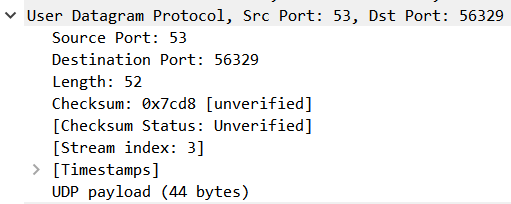 User Datagram Protocol, Src Port: 53, Dst Port: 56329
Source Port: 53
Destination Port: 56329
Length: 52
Checksum: 0x7cd8 [unverified]
[Checksum Status: Unverified]
[Stream index: 3]
[Timestamps]
UDP payload (44 bytes)